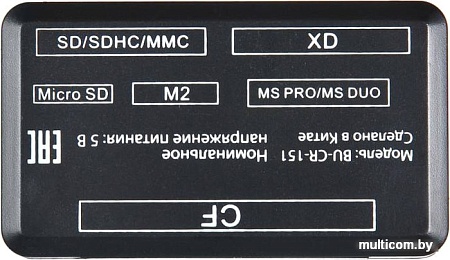 SD/SDHC/MMC
XD
Micro SD
M2
MS PRO/MS DUO
Модель: BU-CR-151
Сделано в Китае
Номинальное
напряжение питания: 5 В
EAC
CF
multicom.by